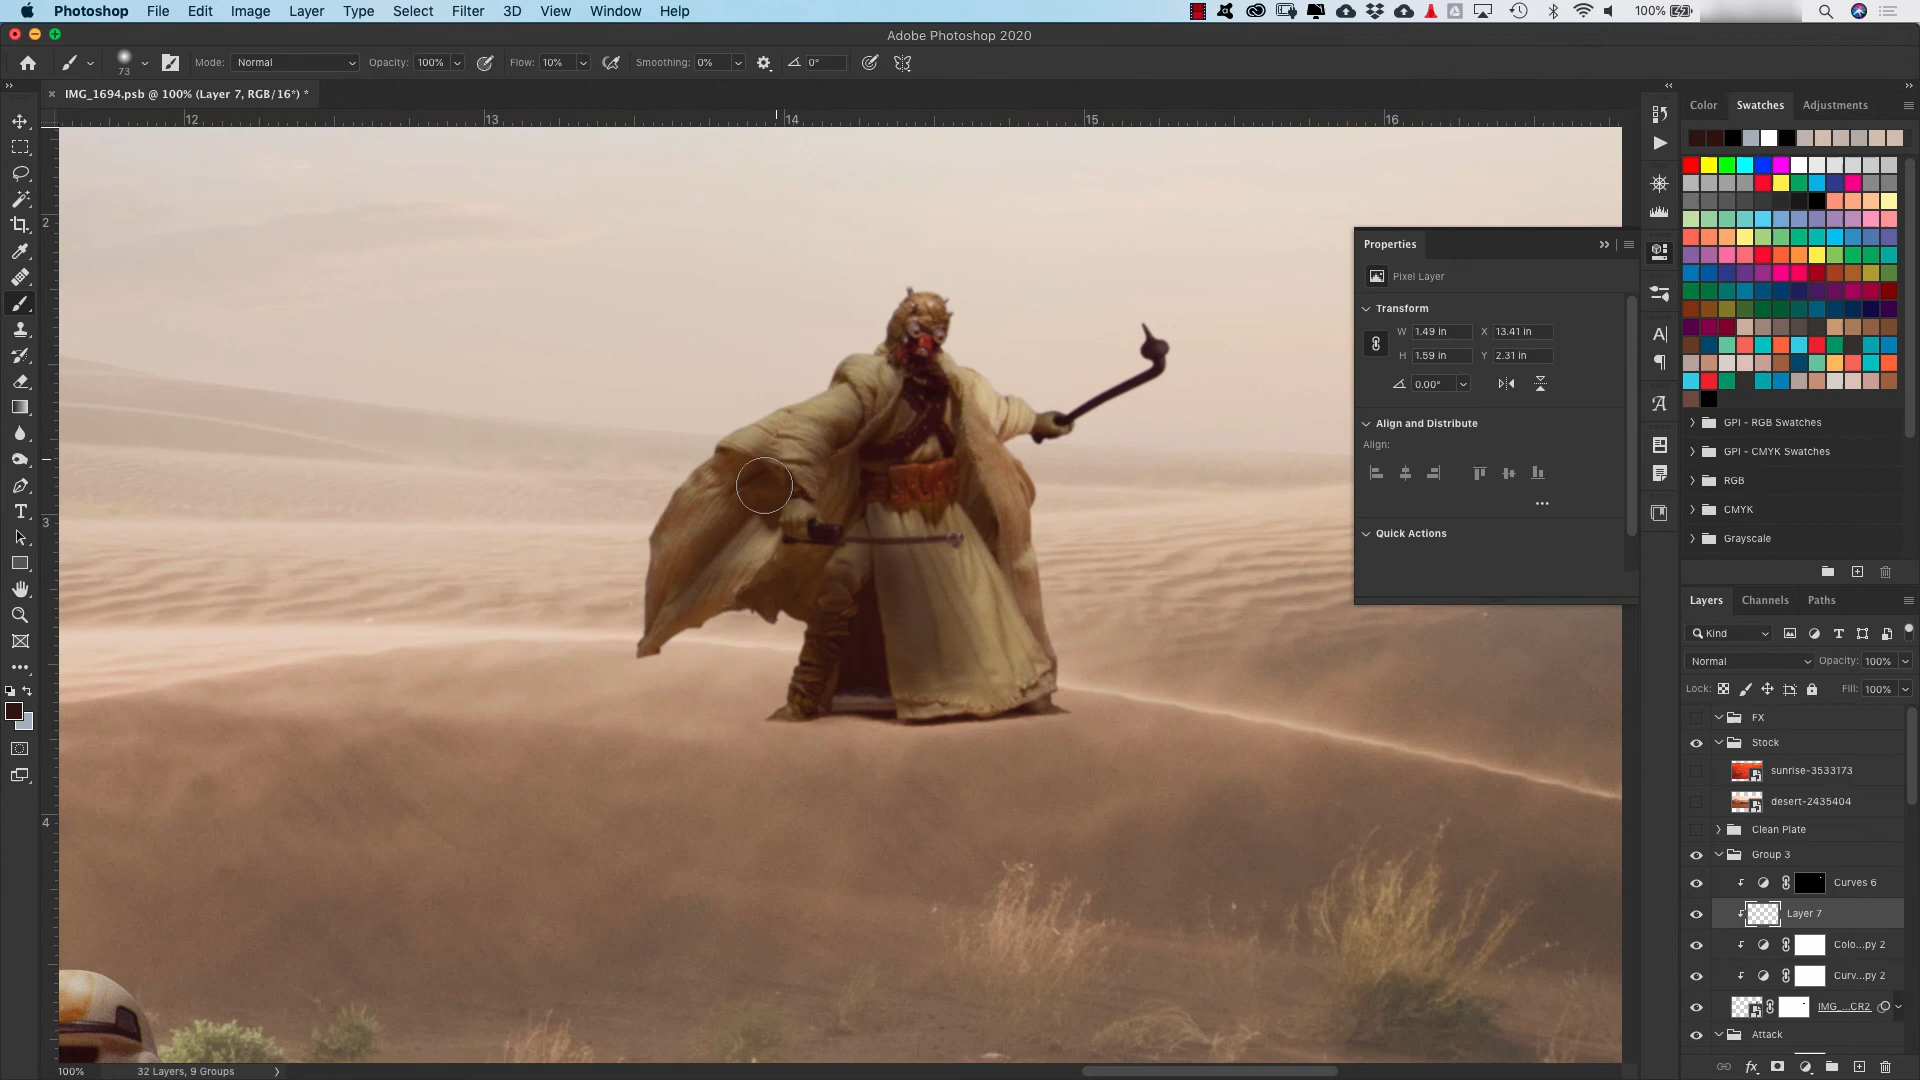 Photoshop File Edit Image Layer Type Select Filter 3D View Window Help 100%
Adobe Photoshop 2020
73 Mode: Normal Opacity: 100% Flow: 10% Smoothing: 0% 0°
IMG_1694.psb @ 100% (Layer 7, RGB/16*) *
12 13 14 15 16
2
3
4
Color Swatches Adjustments
Properties
Pixel Layer
Transform
W 1.49 in X 13.41 in
H 1.59 in Y 2.31 in
0.00°
Align and Distribute
Align:
Quick Actions
GPI - RGB Swatches
GPI - CMYK Swatches
RGB
CMYK
Grayscale
Layers Channels Paths
Kind
Normal Opacity: 100%
Lock: Fill: 100%
FX
Stock
sunrise-3533173
desert-2435404
Clean Plate
Group 3
Curves 6
Layer 7
Colo...py 2
Curv...py 2
IMG_...CR2
Attack
100% 32 Layers, 9 Groups